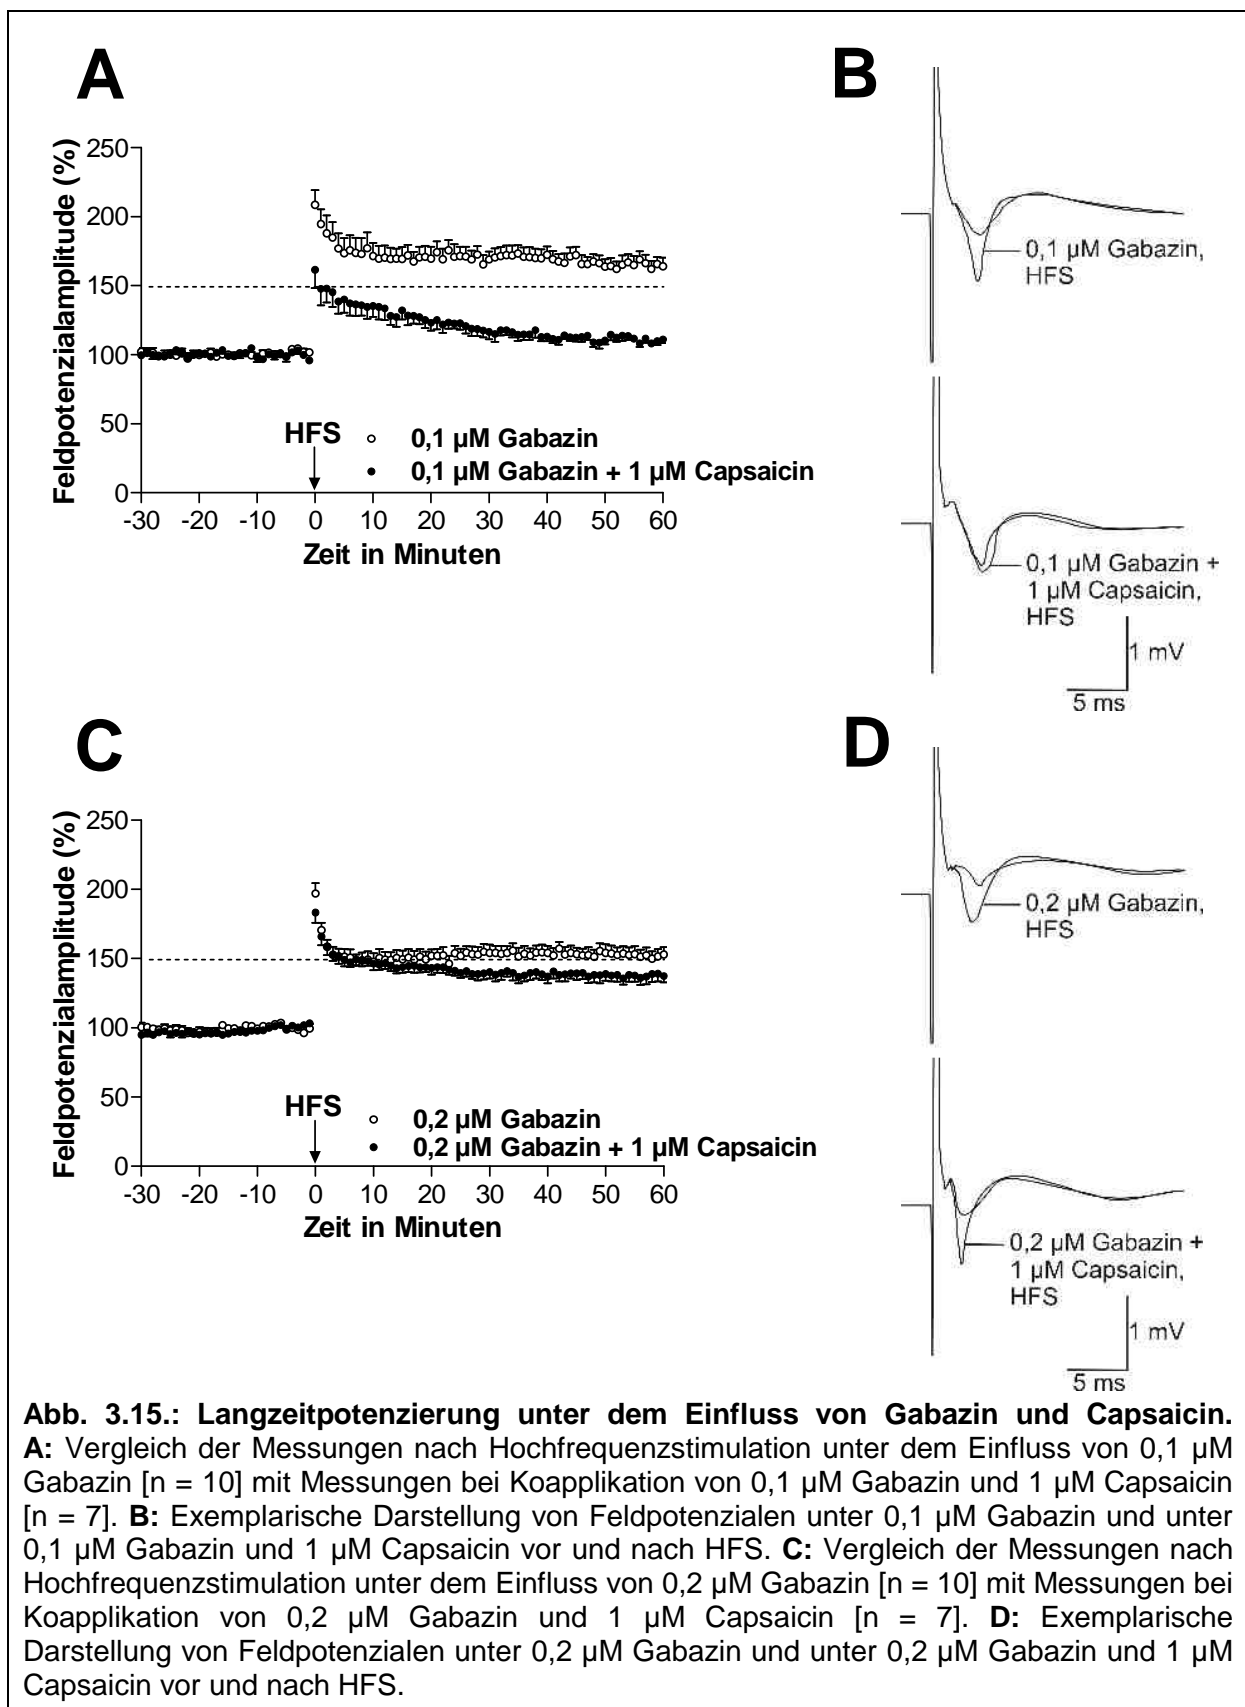 A
Feldpotenzialamplitude (%)
250
200
150
100
50
0
HFS
0,1 µM Gabazin
0,1 µM Gabazin + 1 µM Capsaicin
-30 -20 -10 0 10 20 30 40 50 60
Zeit in Minuten
B
0,1 µM Gabazin,
HFS
0,1 µM Gabazin +
1 µM Capsaicin,
HFS
1 mV
5 ms
C
Feldpotenzialamplitude (%)
250
200
150
100
50
0
HFS
0,2 µM Gabazin
0,2 µM Gabazin + 1 µM Capsaicin
-30 -20 -10 0 10 20 30 40 50 60
Zeit in Minuten
D
0,2 µM Gabazin,
HFS
0,2 µM Gabazin +
1 µM Capsaicin,
HFS
1 mV
5 ms
Abb. 3.15.: Langzeitpotenzierung unter dem Einfluss von Gabazin und Capsaicin.
A: Vergleich der Messungen nach Hochfrequenzstimulation unter dem Einfluss von 0,1 µM
Gabazin [n = 10] mit Messungen bei Koapplikation von 0,1 µM Gabazin und 1 µM Capsaicin
[n = 7]. B: Exemplarische Darstellung von Feldpotenzialen unter 0,1 µM Gabazin und unter
0,1 µM Gabazin und 1 µM Capsaicin vor und nach HFS. C: Vergleich der Messungen nach
Hochfrequenzstimulation unter dem Einfluss von 0,2 µM Gabazin [n = 10] mit Messungen bei
Koapplikation von 0,2 µM Gabazin und 1 µM Capsaicin [n = 7]. D: Exemplarische
Darstellung von Feldpotenzialen unter 0,2 µM Gabazin und unter 0,2 µM Gabazin und 1 µM
Capsaicin vor und nach HFS.